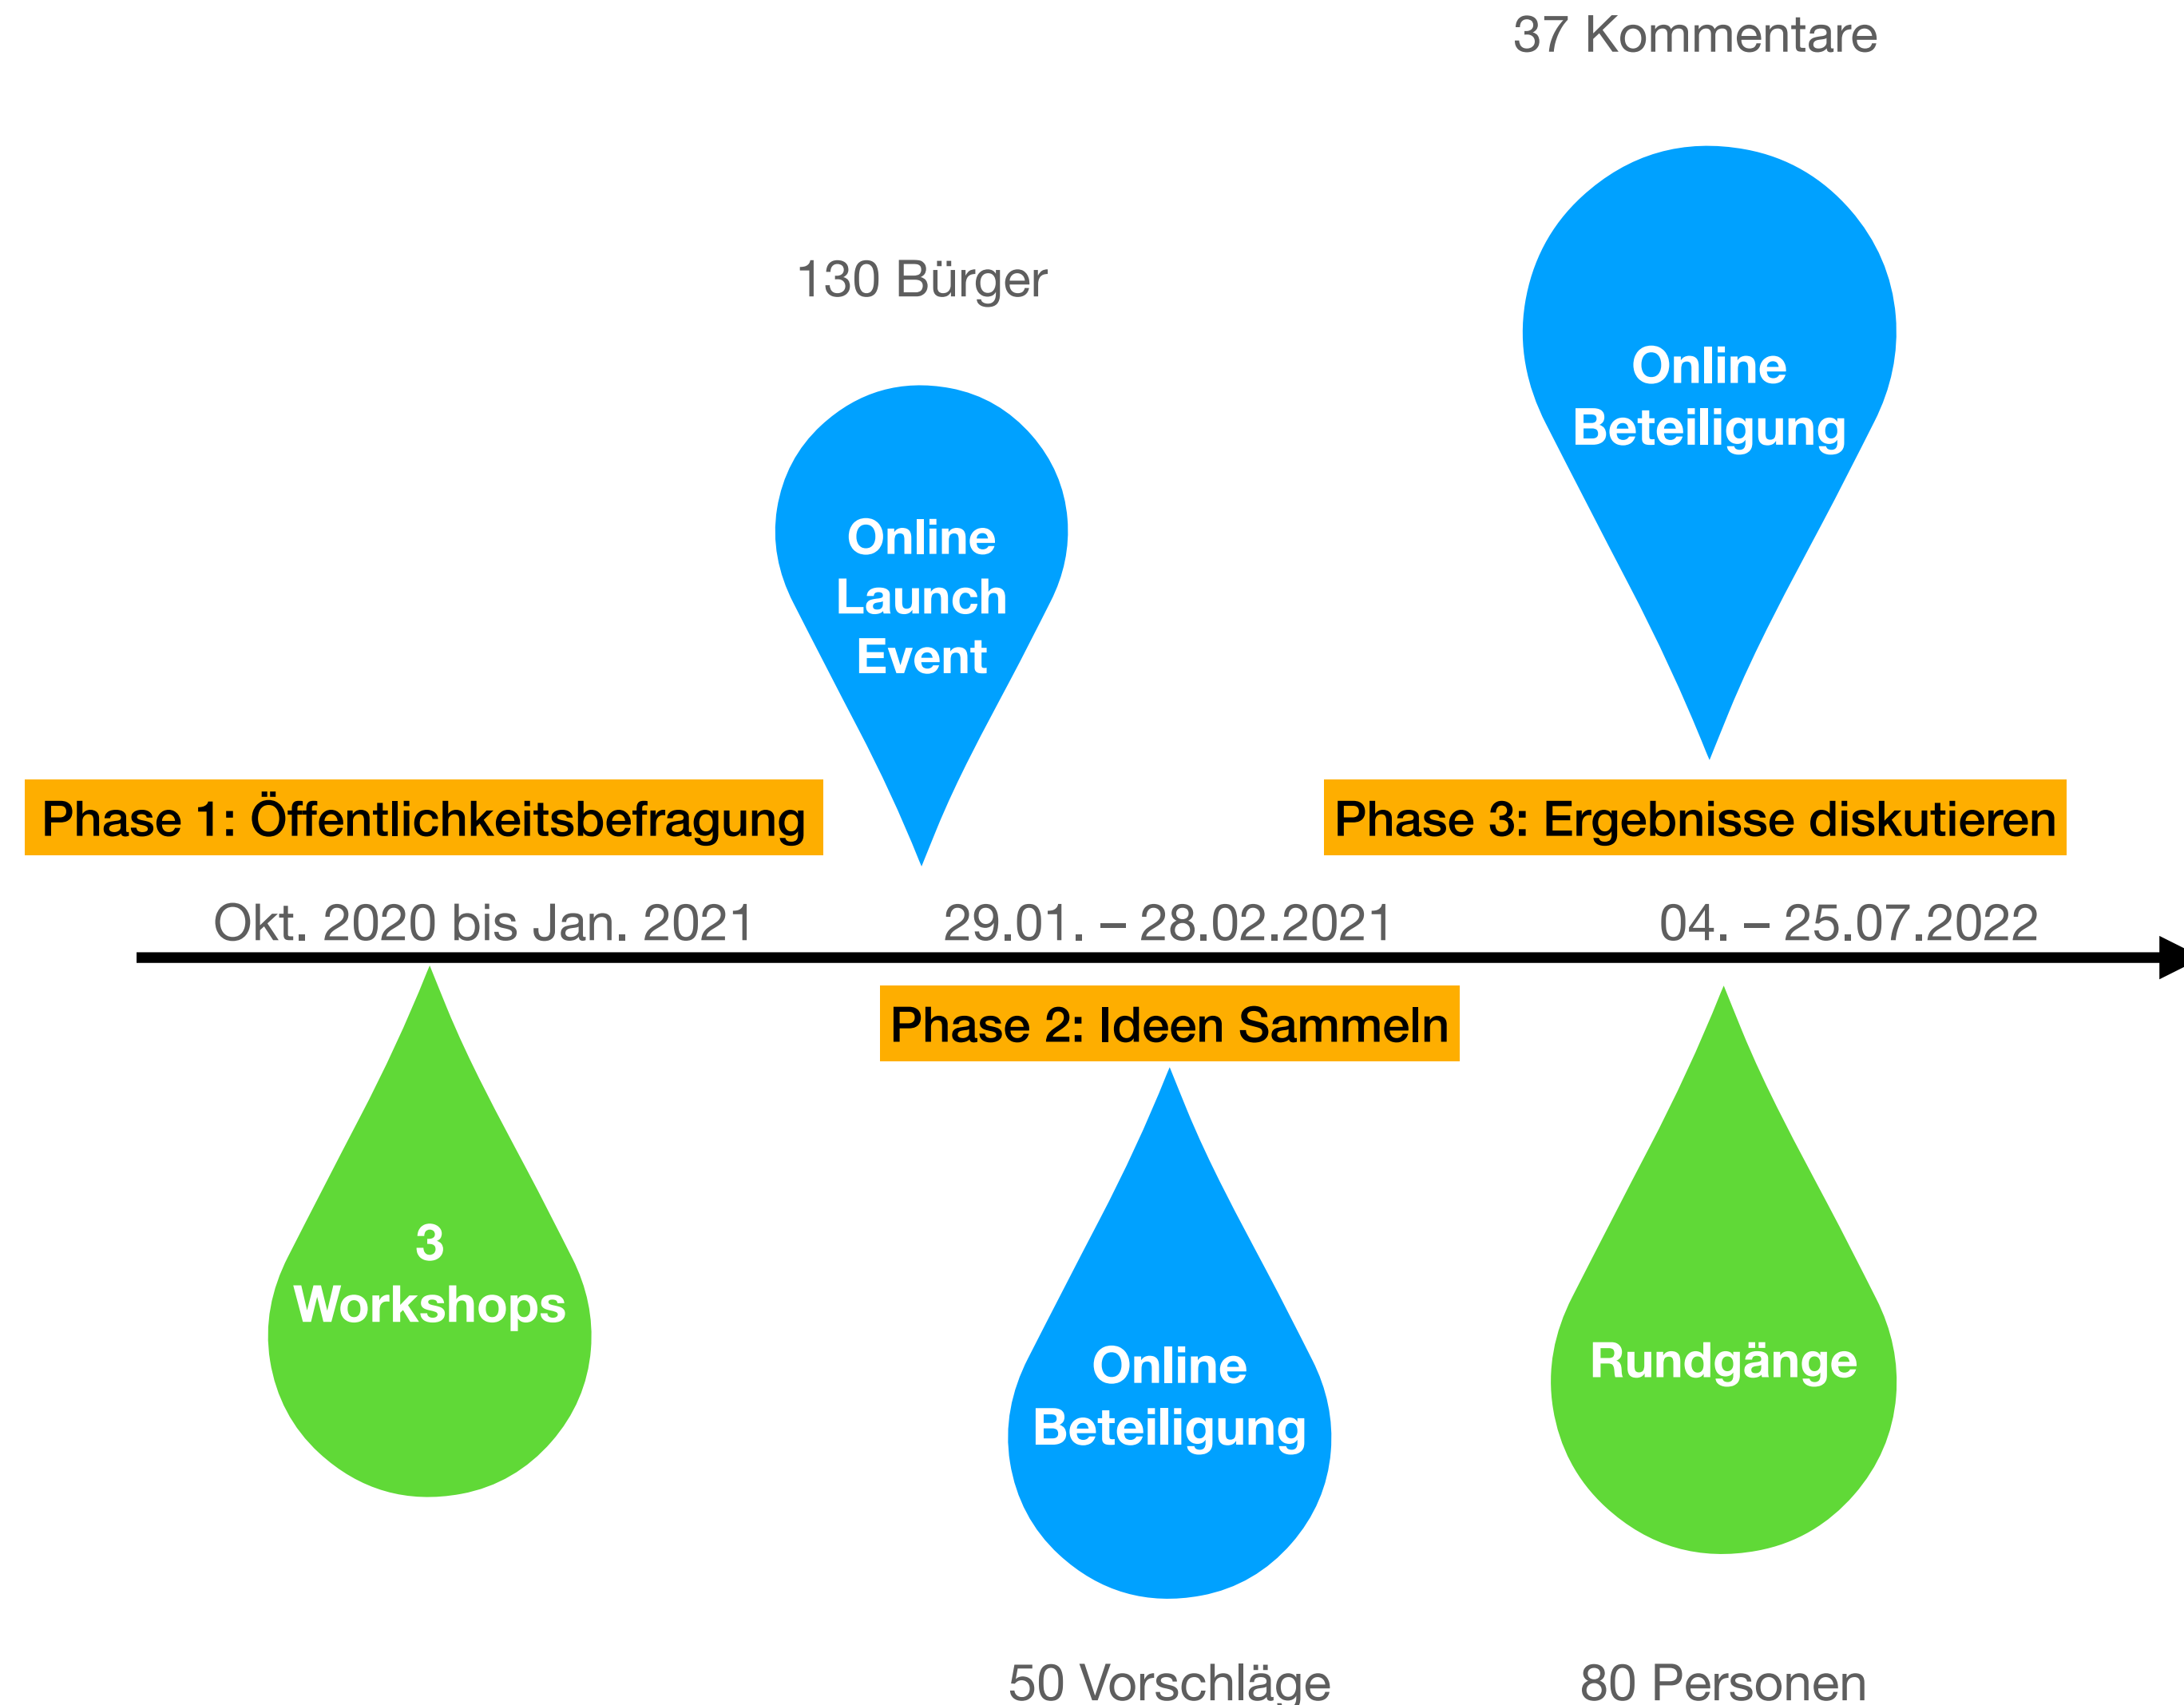 37 Kommentare
130 Bürger
Online
Beteiligung
Online
Launch
Event
Phase 1: Öffentlichkeitsbefragung
Phase 3: Ergebnisse diskutieren
Okt. 2020 bis Jan. 2021
29.01. – 28.02.2021
04. – 25.07.2022
Phase 2: Ideen Sammeln
3
Workshops
Online
Beteiligung
Rundgänge
50 Vorschläge
80 Personen